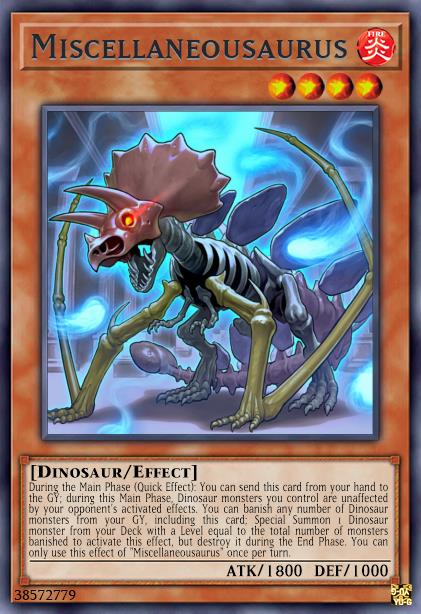 MISCELLANEOUSAURUS
FIRE
炎
[DINOSAUR/EFFECT]
During the Main Phase (Quick Effect): You can send this card from your hand to
the GY; during this Main Phase, Dinosaur monsters you control are unaffected
by your opponent's activated effects. You can banish any number of Dinosaur
monsters from your GY, including this card; Special Summon 1 Dinosaur
monster from your Deck with a Level equal to the total number of monsters
banished to activate this effect, but destroy it during the End Phase. You can
only use this effect of "Miscellaneousaurus" once per turn.
ATK/1800 DEF/1000
38572779